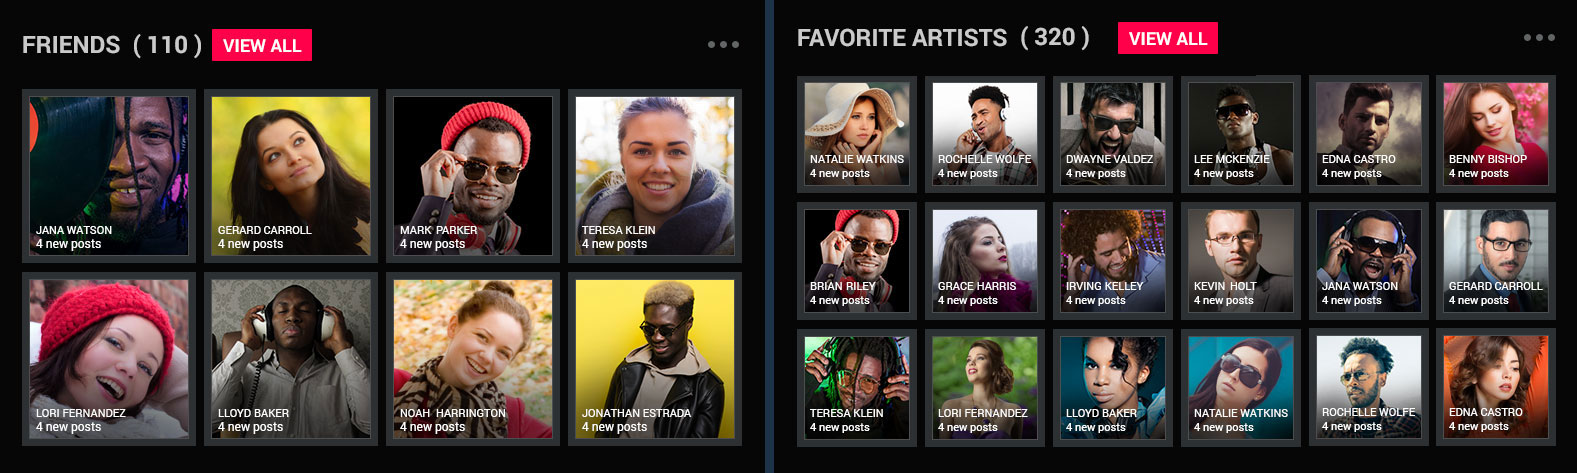 FRIENDS ( 110 ) VIEW ALL
JANA WATSON
4 new posts
GERARD CARROLL
4 new posts
MARK PARKER
4 new posts
TERESA KLEIN
4 new posts
LORI FERNANDEZ
4 new posts
LLOYD BAKER
4 new posts
NOAH HARRINGTON
4 new posts
JONATHAN ESTRADA
4 new posts
FAVORITE ARTISTS ( 320 ) VIEW ALL
NATALIE WATKINS
4 new posts
ROCHELLE WOLFE
4 new posts
DWAYNE VALDEZ
4 new posts
LEE MCKENZIE
4 new posts
EDNA CASTRO
4 new posts
BENNY BISHOP
4 new posts
BRIAN RILEY
4 new posts
GRACE HARRIS
4 new posts
IRVING KELLEY
4 new posts
KEVIN HOLT
4 new posts
JANA WATSON
4 new posts
GERARD CARROLL
4 new posts
TERESA KLEIN
4 new posts
LORI FERNANDEZ
4 new posts
LLOYD BAKER
4 new posts
NATALIE WATKINS
4 new posts
ROCHELLE WOLFE
4 new posts
EDNA CASTRO
4 new posts